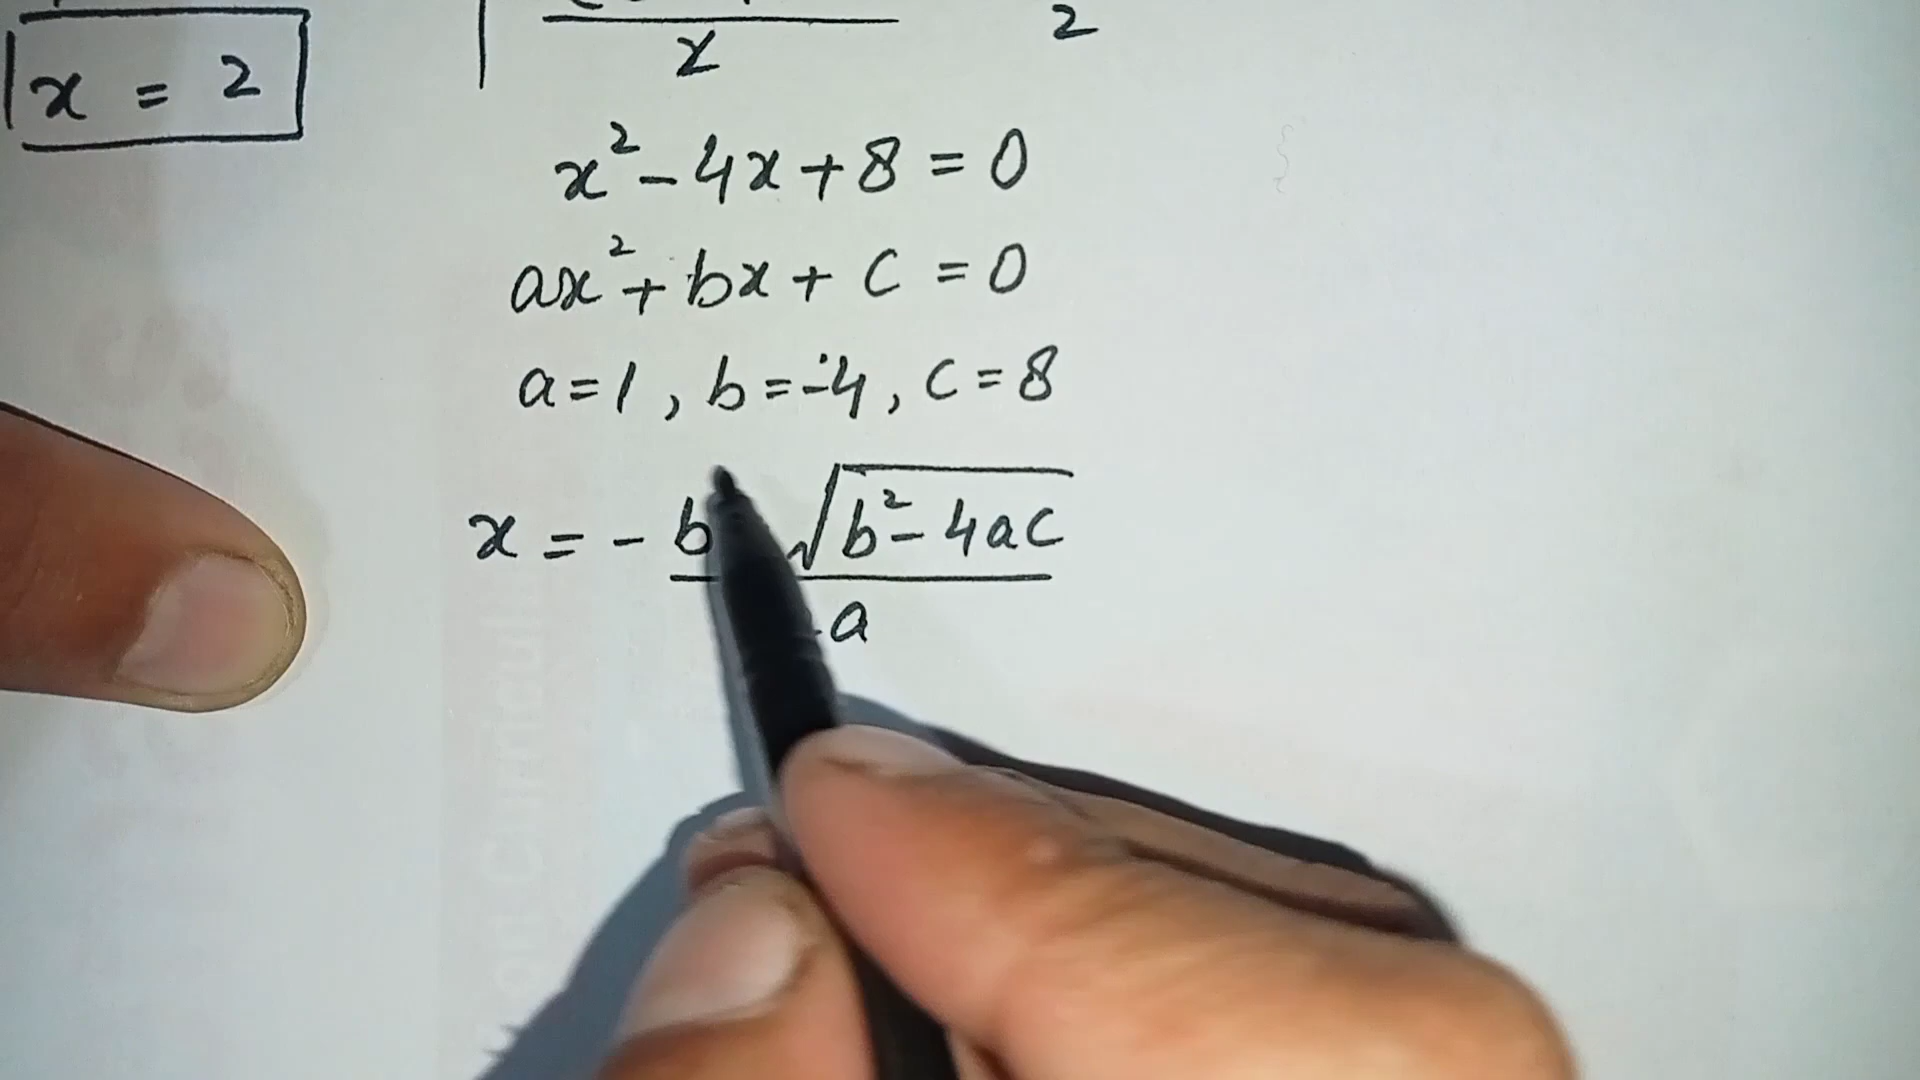 x = 2
x
2
x² - 4x + 8 = 0
ax² + bx + c = 0
a = 1 , b = -4 , c = 8
x = - b √b² - 4ac
a